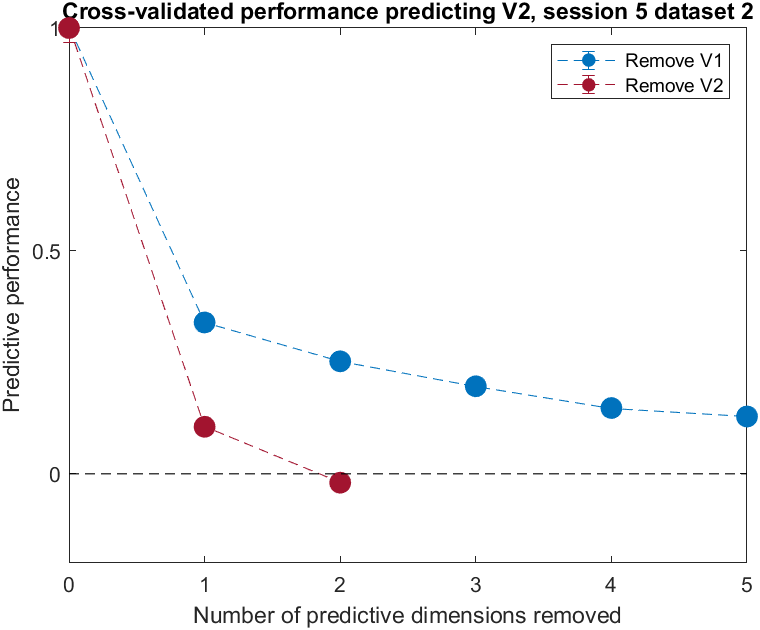 Cross-validated performance predicting V2, session 5 dataset 2
1
Remove V1
Remove V2
0.5
Predictive performance
0
0 1 2 3 4 5
Number of predictive dimensions removed